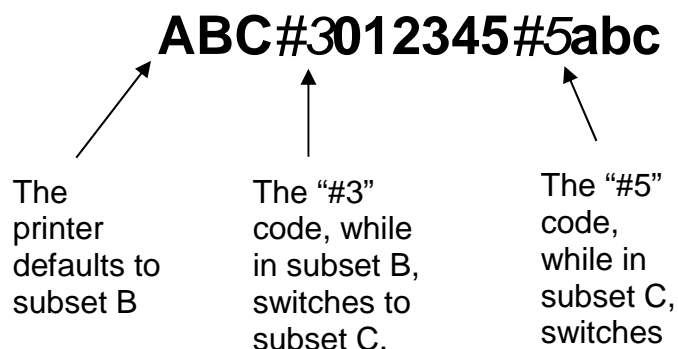 ABC#3012345#5abc
The
printer
defaults to
subset B
The “#3”
code, while
in subset B,
switches to
subset C.
The “#5”
code,
while in
subset C,
switches